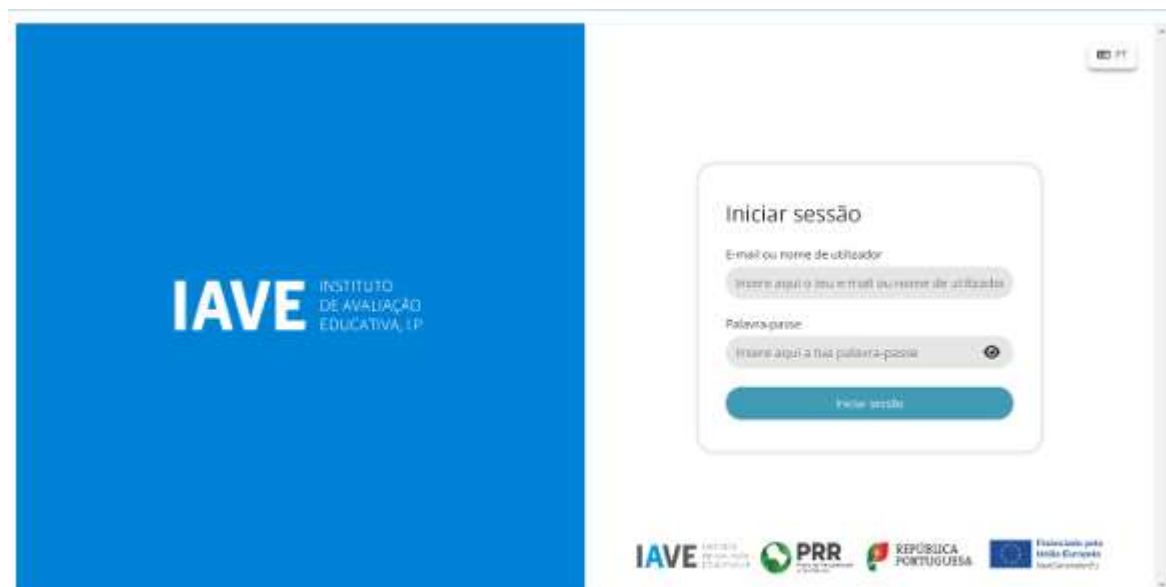 PT
Iniciar sessão
E-mail ou nome de utilizador
Insere aqui o teu e-mail ou nome de utilizador
Palavra-passe
Insere aqui a tua palavra-passe
Iniciar sessão
IAVE
INSTITUTO
DE AVALIAÇÃO
EDUCATIVA, I.P.
IAVE
PRR
REPÚBLICA
PORTUGUESA
Financiado pela
União Europeia
NextGenerationEU